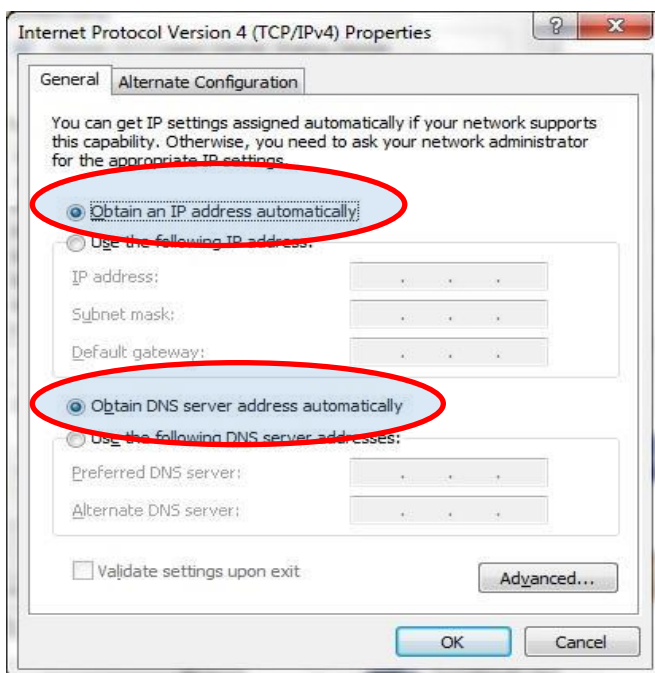 Internet Protocol Version 4 (TCP/IPv4) Properties
General
Alternate Configuration
You can get IP settings assigned automatically if your network supports
this capability. Otherwise, you need to ask your network administrator
for the appropriate IP settings.
Obtain an IP address automatically
Use the following IP address:
IP address:
Subnet mask:
Default gateway:
Obtain DNS server address automatically
Use the following DNS server addresses:
Preferred DNS server:
Alternate DNS server:
Validate settings upon exit
Advanced...
OK
Cancel